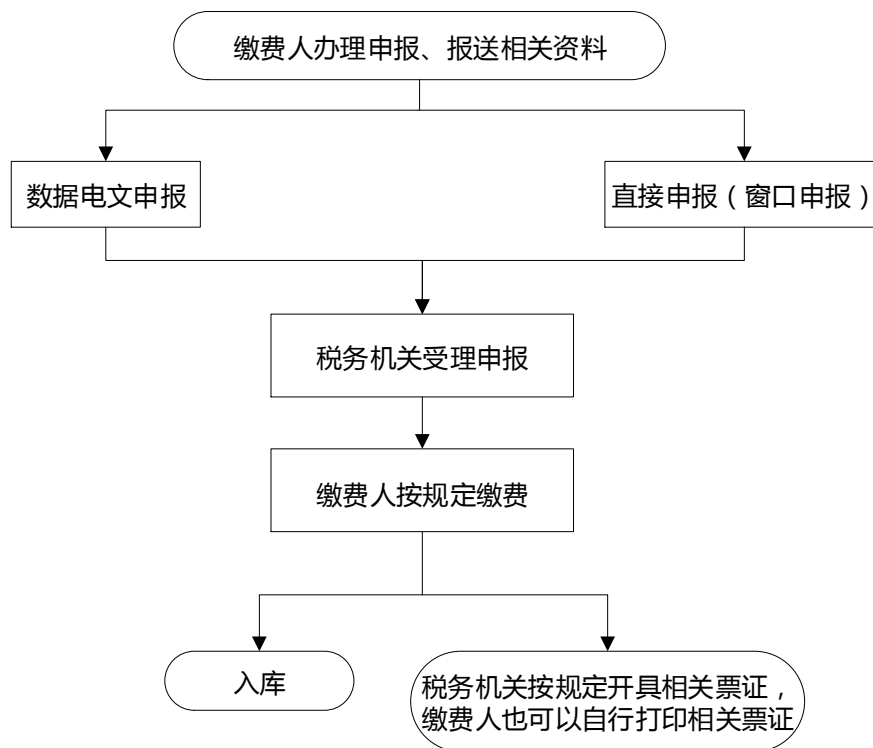 缴费人办理申报、报送相关资料
数据电文申报
直接申报（窗口申报）
税务机关受理申报
缴费人按规定缴费
入库
税务机关按规定开具相关票证，
缴费人也可以自行打印相关票证